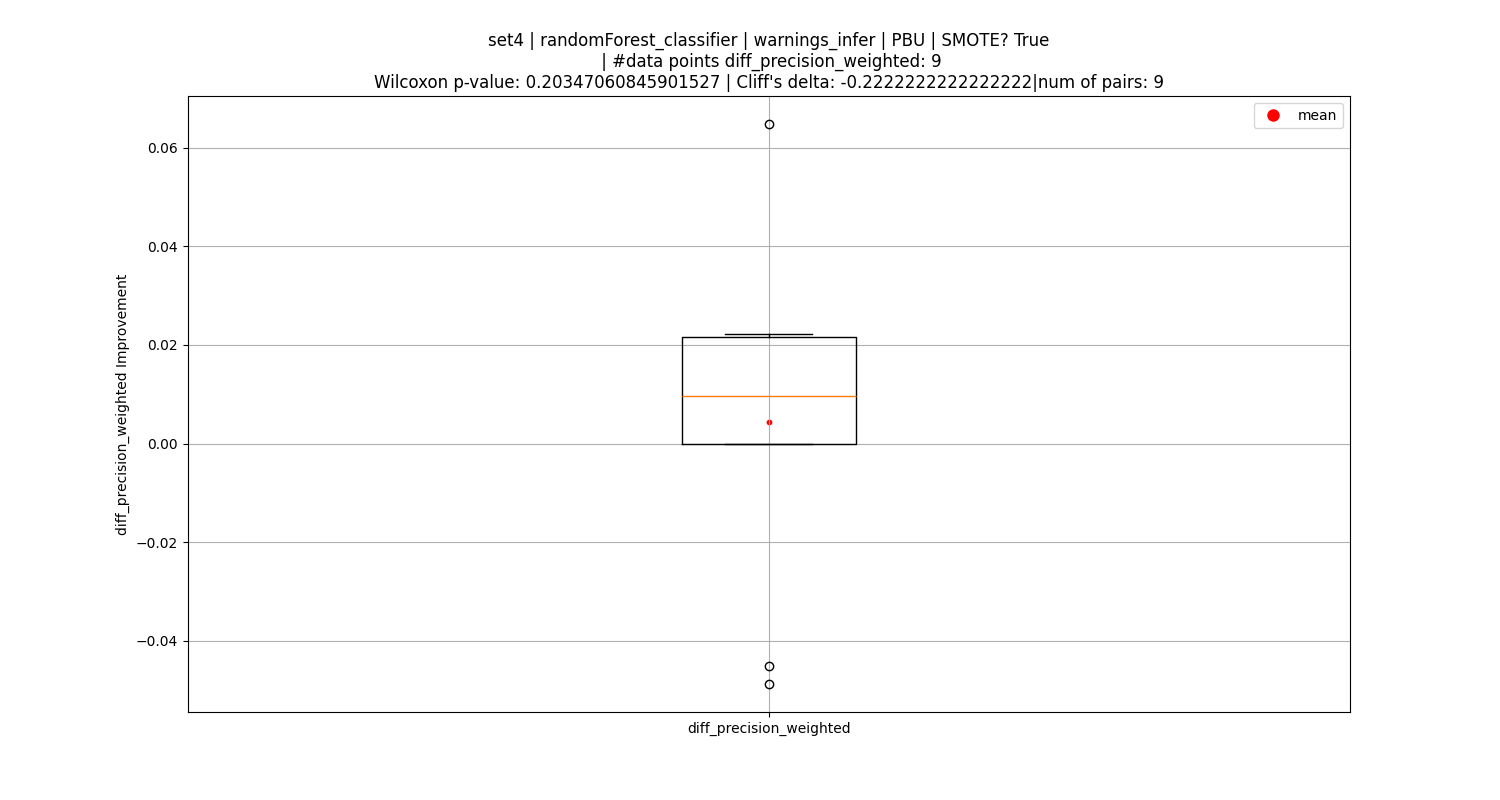 set4 | randomForest_classifier | warnings_infer | PBU | SMOTE? True
| #data points diff_precision_weighted: 9
Wilcoxon p-value: 0.20347060845901527 | Cliff's delta: -0.2222222222222222|num of pairs: 9
mean
0.06
0.04
0.02
0.00
−0.02
−0.04
diff_precision_weighted Improvement
diff_precision_weighted